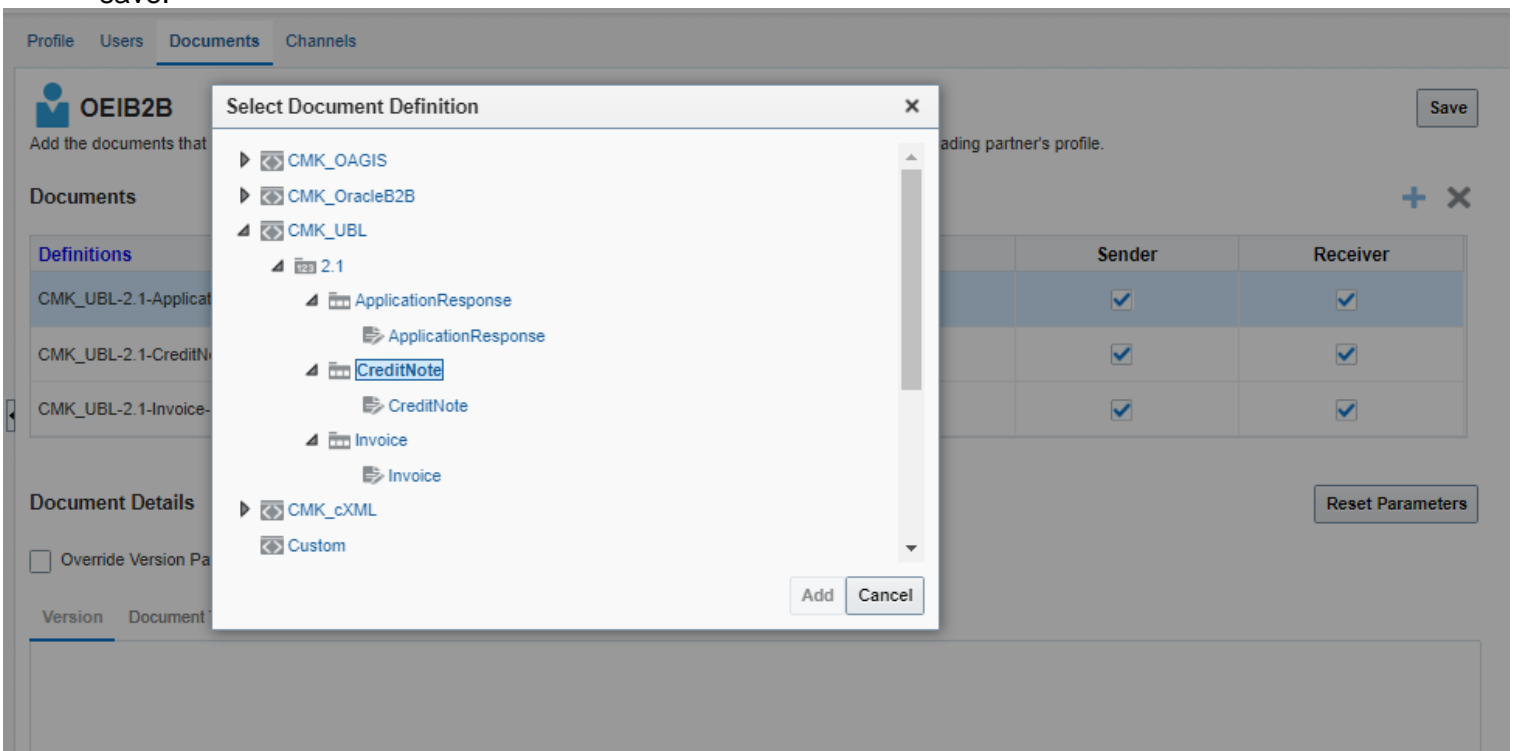 save.
Profile Users Documents Channels
OEIB2B
Save
Add the documents that
ading partner's profile.
Select Document Definition
CMK_OAGIS
CMK_OracleB2B
CMK_UBL
123 2.1
ApplicationResponse
ApplicationResponse
CreditNote
CreditNote
Invoice
Invoice
CMK_cXML
Custom
Add Cancel
Documents
Definitions Sender Receiver
CMK_UBL-2.1-Applicat
CMK_UBL-2.1-CreditN
CMK_UBL-2.1-Invoice-
Document Details
Reset Parameters
Override Version Pa
Version Document